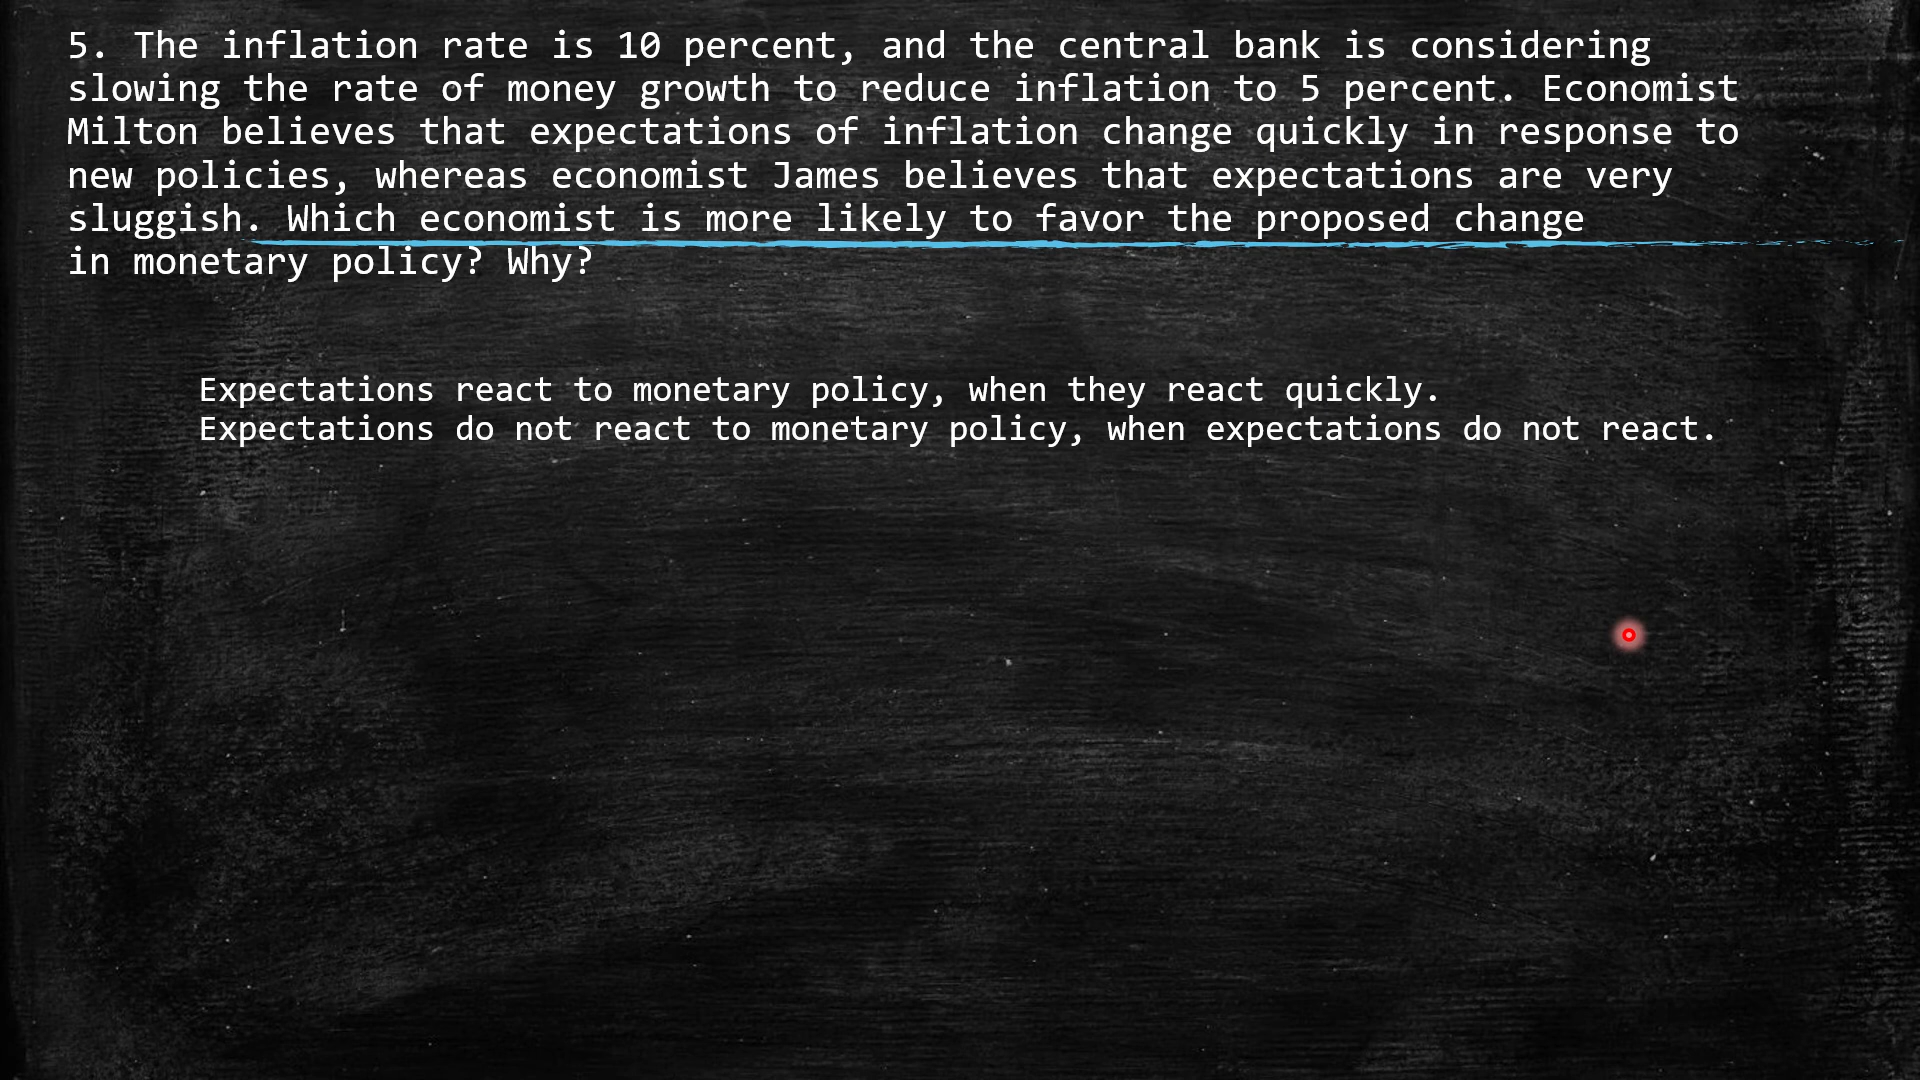 5. The inflation rate is 10 percent, and the central bank is considering
slowing the rate of money growth to reduce inflation to 5 percent. Economist
Milton believes that expectations of inflation change quickly in response to
new policies, whereas economist James believes that expectations are very
sluggish. Which economist is more likely to favor the proposed change
in monetary policy? Why?
Expectations react to monetary policy, when they react quickly.
Expectations do not react to monetary policy, when expectations do not react.